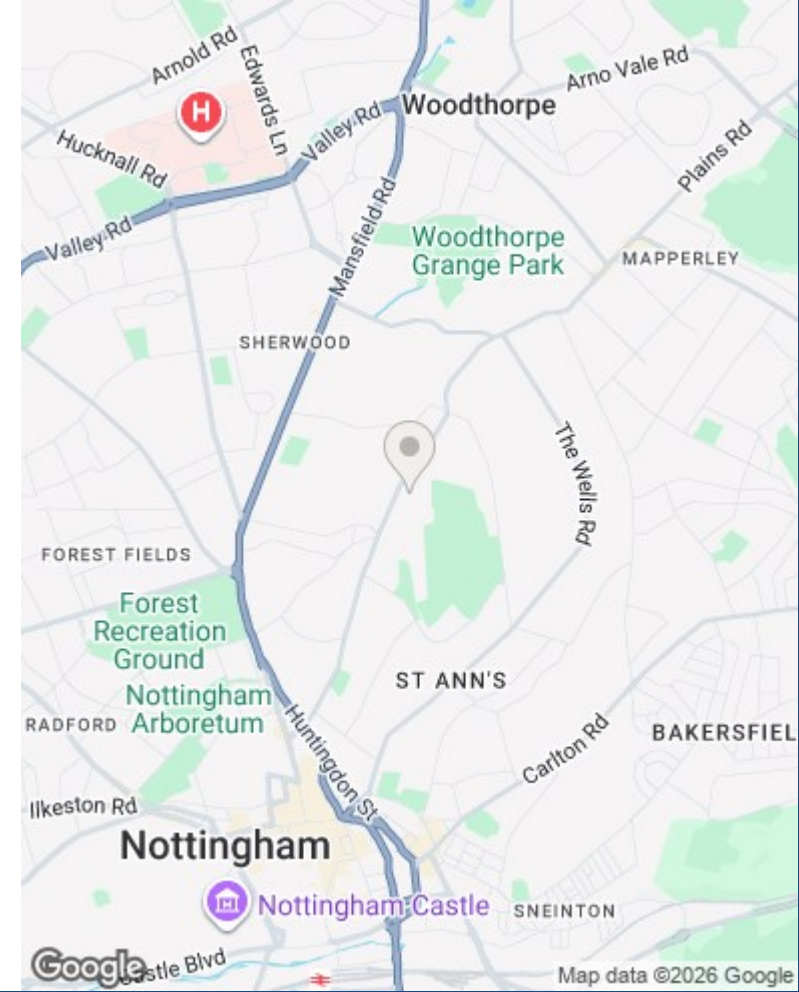 Arnold Rd
Edwards Ln
Arno Vale Rd
H
Valley Rd
Woodthorpe
Hucknall Rd
Plains Rd
Valley Rd
Mansfield Rd
Woodthorpe
Grange Park
MAPPERLEY
SHERWOOD
The Wells Rd
FOREST FIELDS
Forest
Recreation
Ground
ST ANN'S
Nottingham
Arboretum
RADFORD
Huntingdon St
Carlton Rd
BAKERSFIEL
Ilkeston Rd
Nottingham
Nottingham Castle
SNEINTON
Google
Castle Blvd
Map data ©2026 Google